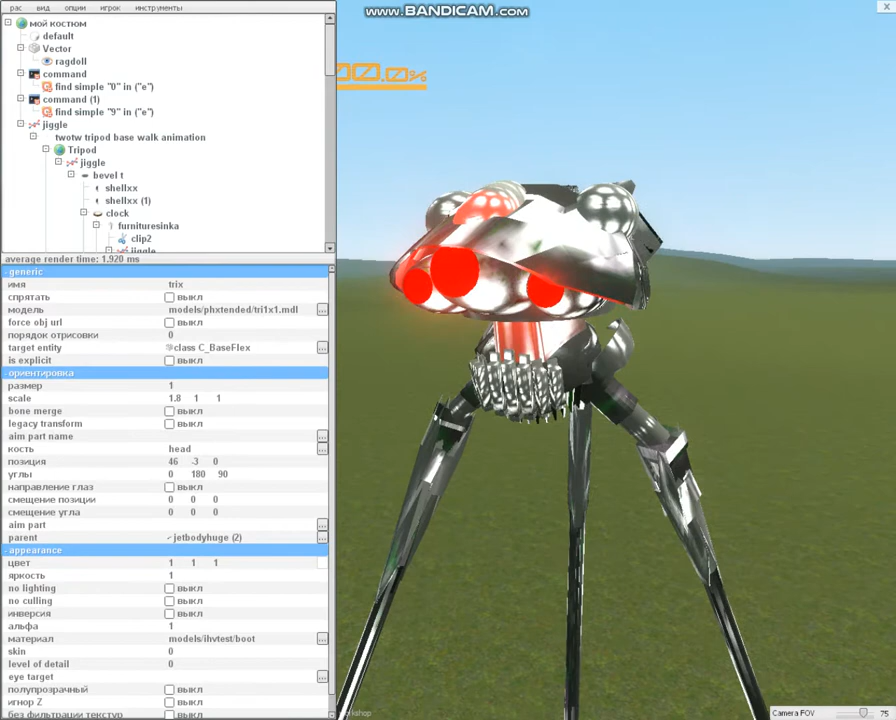 www.BANDICAM.com
рас вид опции игрок инструменты
мой костюм
default
Vector
ragdoll
command
find simple "0" in ("e")
command (1)
find simple "9" in ("e")
jiggle
twotw tripod base walk animation
Tripod
jiggle
bevel t
shellxx
shellxx (1)
clock
furnituresinka
clip2
jiggle
average render time: 1.920 ms
- generic
имя trix
спрятать выкл
модель models/phxtended/tri1x1.mdl ...
force obj url выкл
порядок отрисовки 0
target entity class C_BaseFlex ...
is explicit выкл
- ориентировка
размер 1
scale 1.8 1 1
bone merge выкл
legacy transform выкл
aim part name ...
кость head ...
позиция 46 -3 0
углы 0 180 90
направление глаз выкл
смещение позиции 0 0 0
смещение угла 0 0 0
aim part ...
parent jetbodyhuge (2) ...
- appearance
цвет 1 1 1
яркость 1
no lighting выкл
no culling выкл
инверсия выкл
альфа 1
материал models/ihvtest/boot ...
skin 0
level of detail 0
eye target ...
полупрозрачный выкл
игнор Z выкл
без фильтрации текстур выкл
workshop
Camera FOV 75